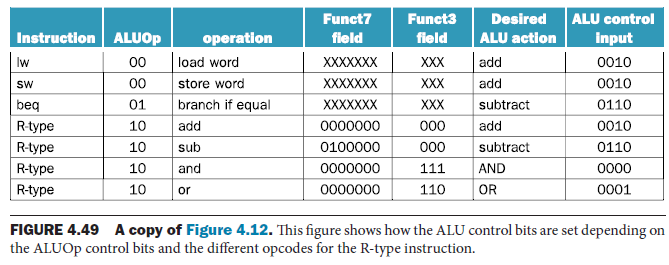 Instruction ALUOp operation Funct7 field Funct3 field Desired ALU action ALU control input
lw 00 load word XXXXXXX XXX add 0010
sw 00 store word XXXXXXX XXX add 0010
beq 01 branch if equal XXXXXXX XXX subtract 0110
R-type 10 add 0000000 000 add 0010
R-type 10 sub 0100000 000 subtract 0110
R-type 10 and 0000000 111 AND 0000
R-type 10 or 0000000 110 OR 0001
FIGURE 4.49 A copy of Figure 4.12. This figure shows how the ALU control bits are set depending on
the ALUOp control bits and the different opcodes for the R-type instruction.